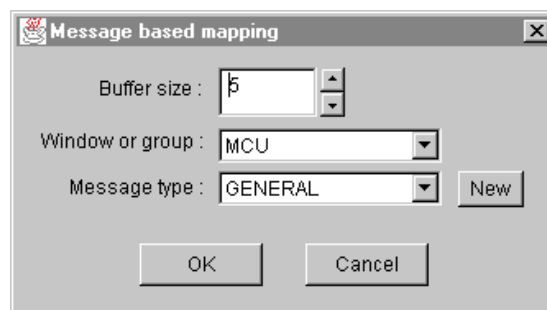 Message based mapping
Buffer size : 5
Window or group : MCU
Message type : GENERAL New
OK Cancel